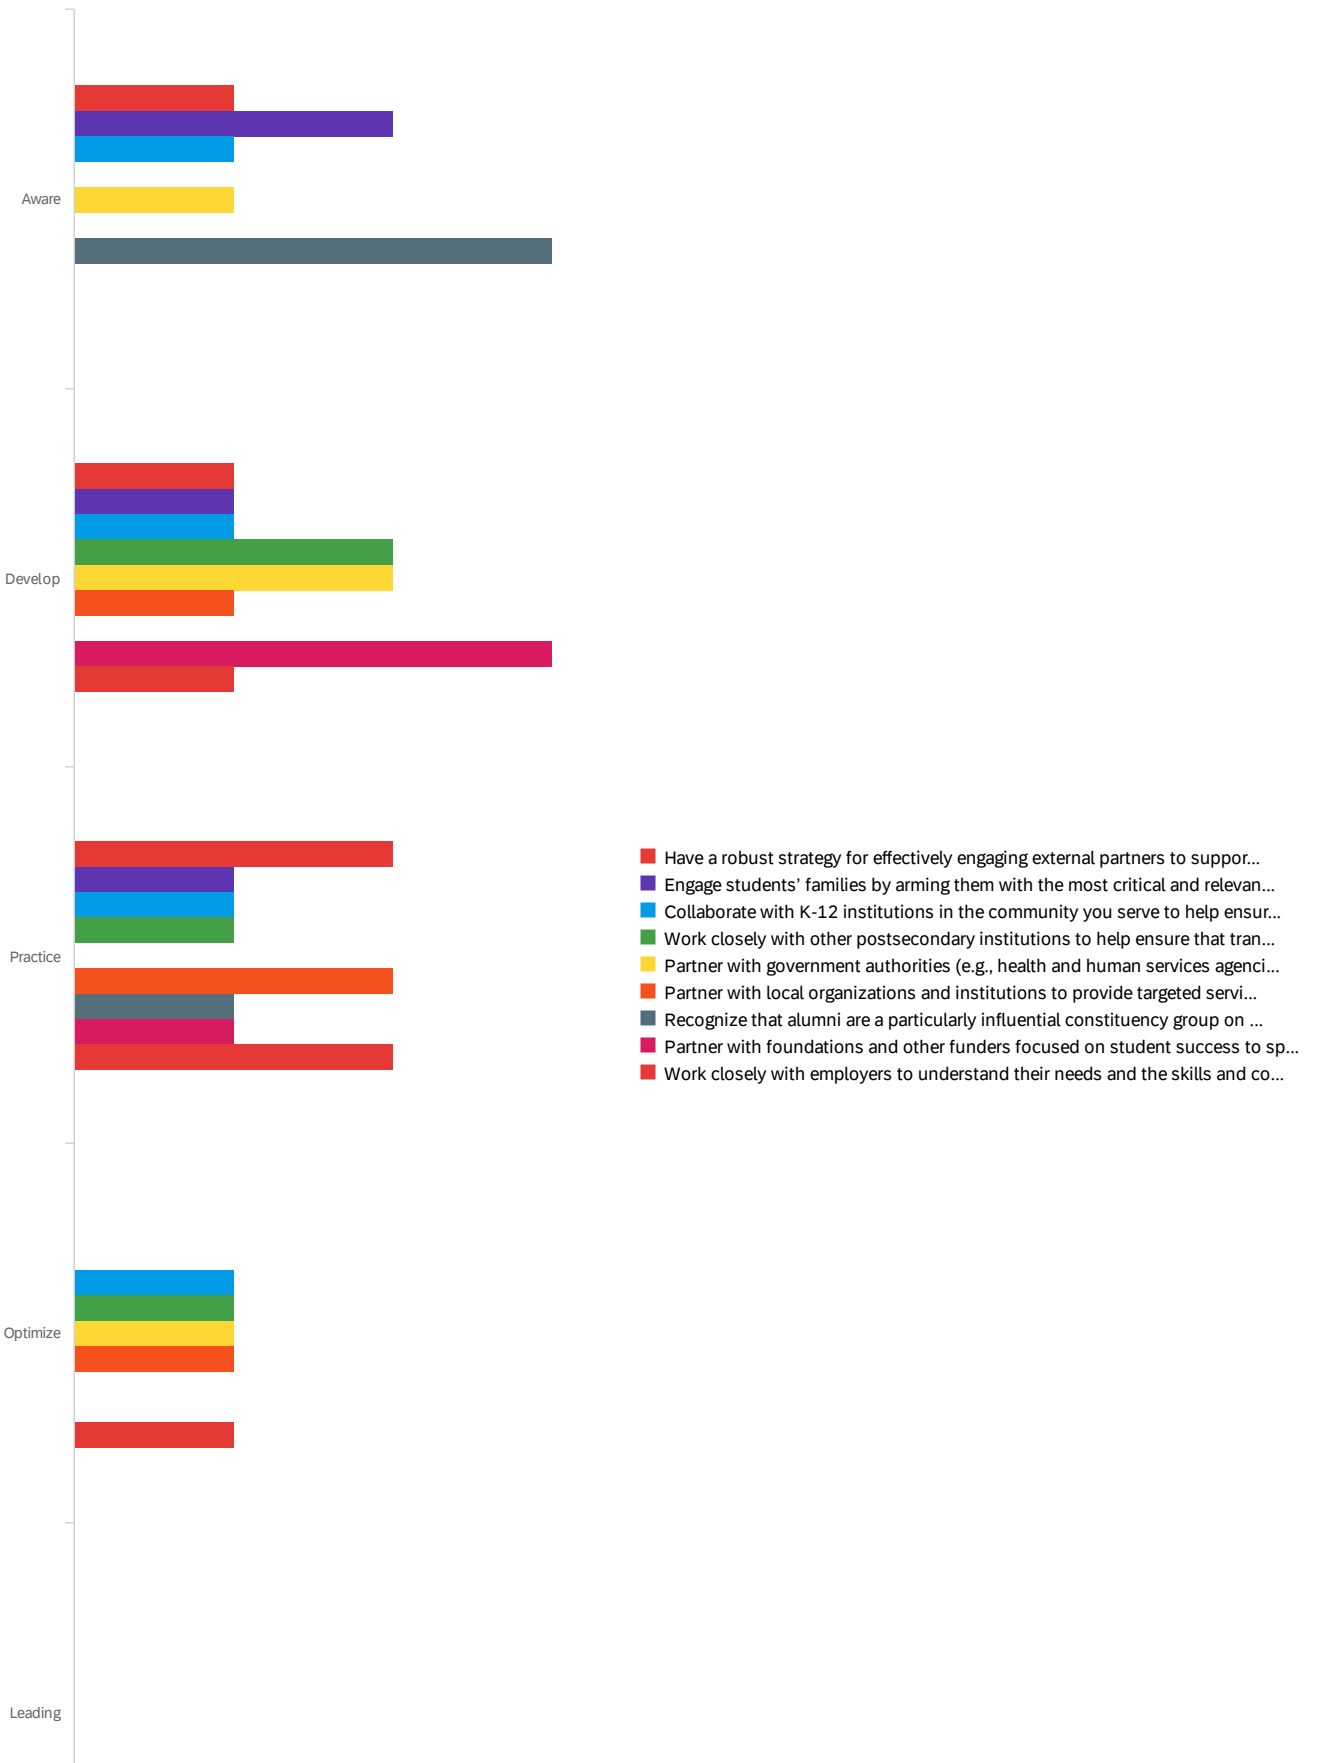 Aware
Develop
Practice
Optimize
Leading
Have a robust strategy for effectively engaging external partners to suppor...
Engage students’ families by arming them with the most critical and relevan...
Collaborate with K-12 institutions in the community you serve to help ensur...
Work closely with other postsecondary institutions to help ensure that tran...
Partner with government authorities (e.g., health and human services agenci...
Partner with local organizations and institutions to provide targeted servi...
Recognize that alumni are a particularly influential constituency group on ...
Partner with foundations and other funders focused on student success to sp...
Work closely with employers to understand their needs and the skills and co...